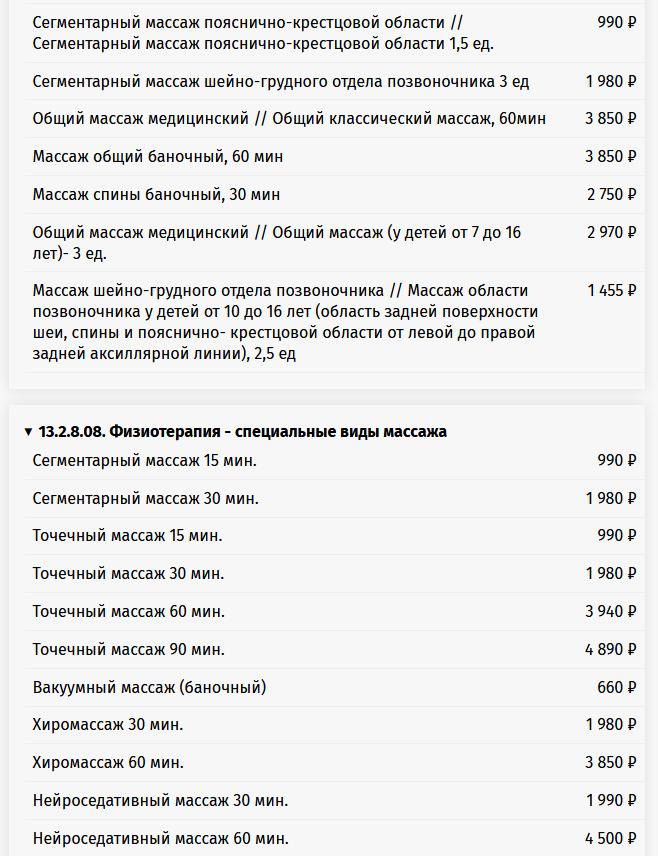 Сегментарный массаж пояснично-крестцовой области // 990 ₽
Сегментарный массаж пояснично-крестцовой области 1,5 ед.
Сегментарный массаж шейно-грудного отдела позвоночника 3 ед 1 980 ₽
Общий массаж медицинский // Общий классический массаж, 60мин 3 850 ₽
Массаж общий баночный, 60 мин 3 850 ₽
Массаж спины баночный, 30 мин 2 750 ₽
Общий массаж медицинский // Общий массаж (у детей от 7 до 16 2 970 ₽
лет)- 3 ед.
Массаж шейно-грудного отдела позвоночника // Массаж области 1 455 ₽
позвоночника у детей от 10 до 16 лет (область задней поверхности
шеи, спины и пояснично- крестцовой области от левой до правой
задней аксиллярной линии), 2,5 ед
▼ 13.2.8.08. Физиотерапия - специальные виды массажа
Сегментарный массаж 15 мин. 990 ₽
Сегментарный массаж 30 мин. 1 980 ₽
Точечный массаж 15 мин. 990 ₽
Точечный массаж 30 мин. 1 980 ₽
Точечный массаж 60 мин. 3 940 ₽
Точечный массаж 90 мин. 4 890 ₽
Вакуумный массаж (баночный) 660 ₽
Хиромассаж 30 мин. 1 980 ₽
Хиромассаж 60 мин. 3 850 ₽
Нейроседативный массаж 30 мин. 1 990 ₽
Нейроседативный массаж 60 мин. 4 500 ₽